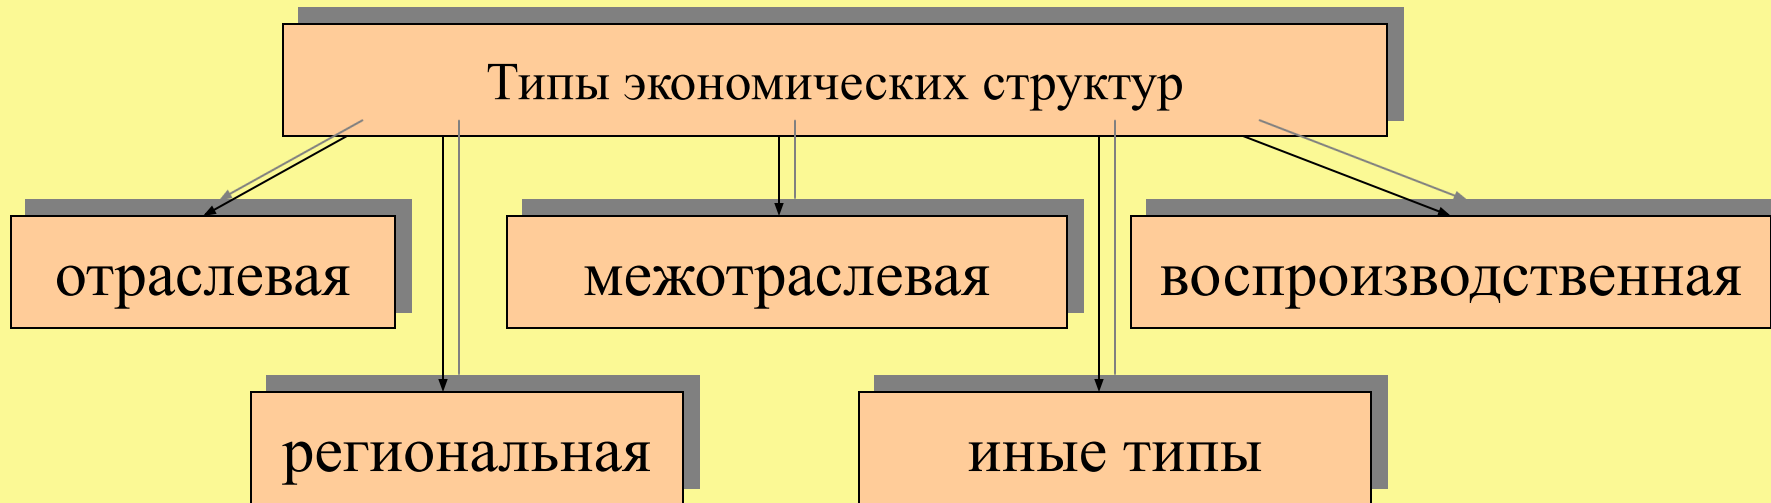 Типы экономических структур
отраслевая
межотраслевая
воспроизводственная
региональная
иные типы